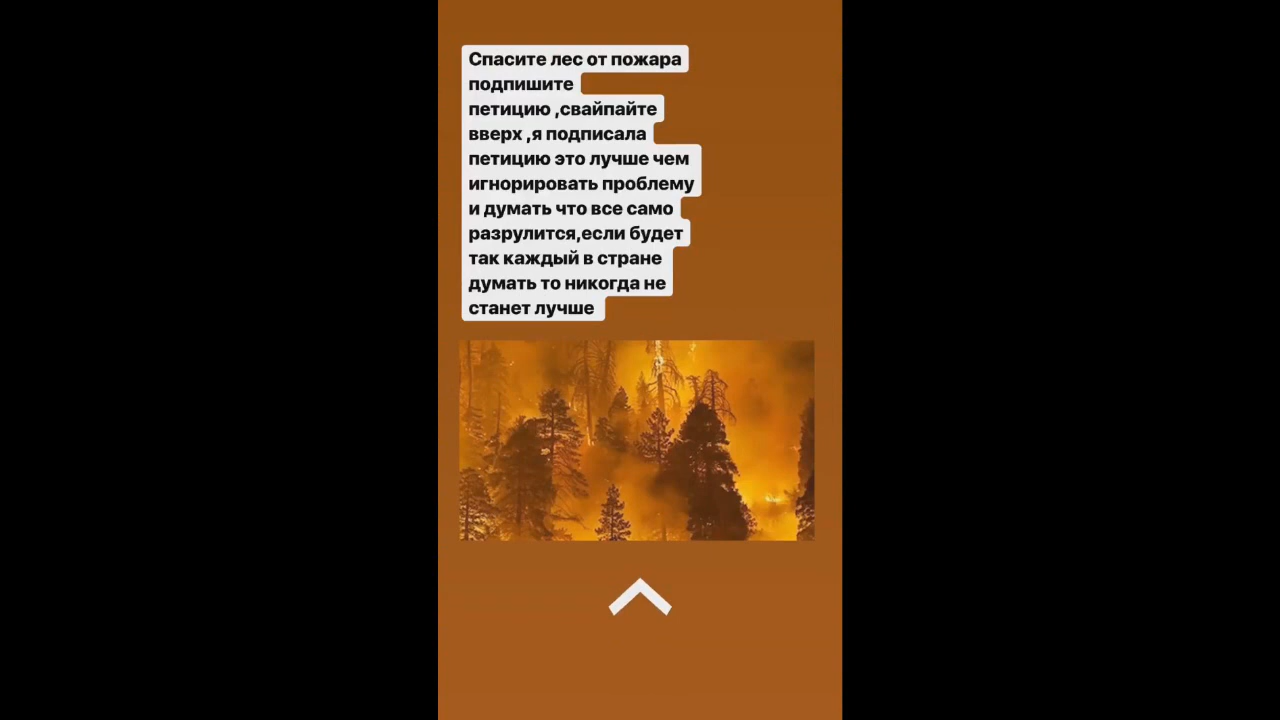 Спасите лес от пожара
подпишите
петицию ,свайпайте
вверх ,я подписала
петицию это лучше чем
игнорировать проблему
и думать что все само
разрулится,если будет
так каждый в стране
думать то никогда не
станет лучше